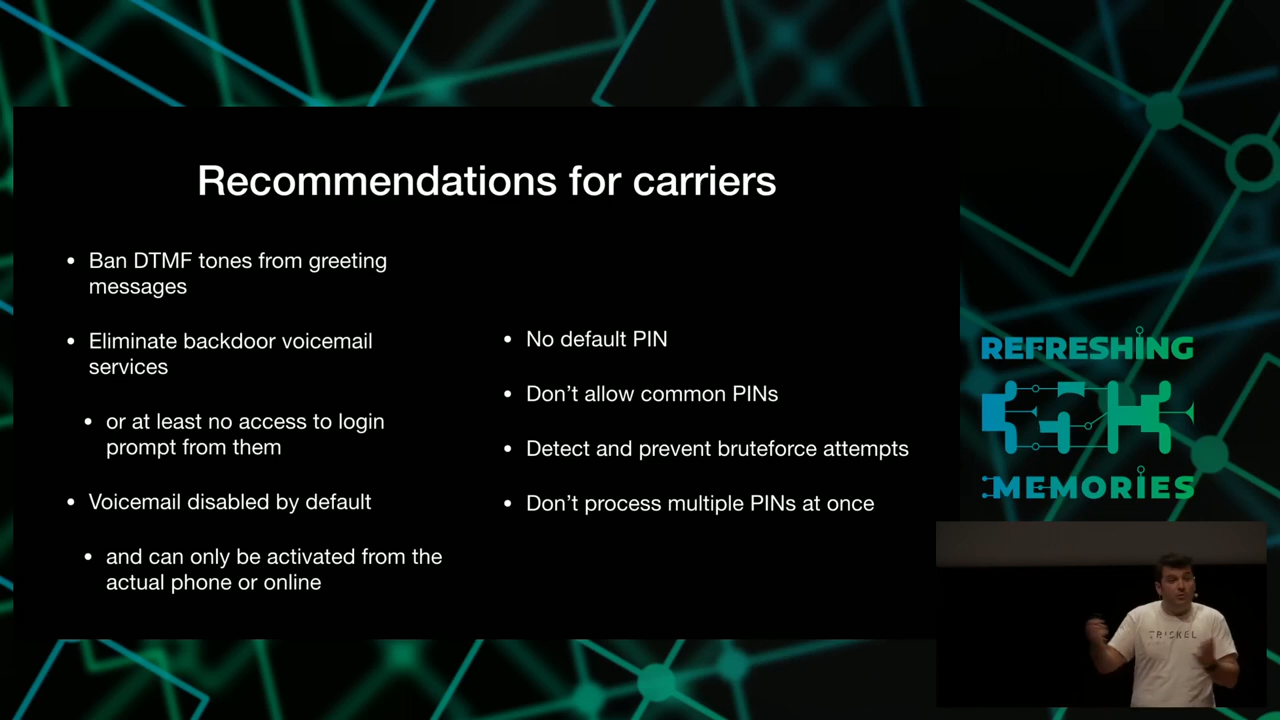 Recommendations for carriers
• Ban DTMF tones from greeting
messages
• Eliminate backdoor voicemail
services
• or at least no access to login
prompt from them
• Voicemail disabled by default
• and can only be activated from the
actual phone or online
• No default PIN
• Don’t allow common PINs
• Detect and prevent bruteforce attempts
• Don’t process multiple PINs at once
REFRESHING
35C3
MEMORIES
TRISKEL